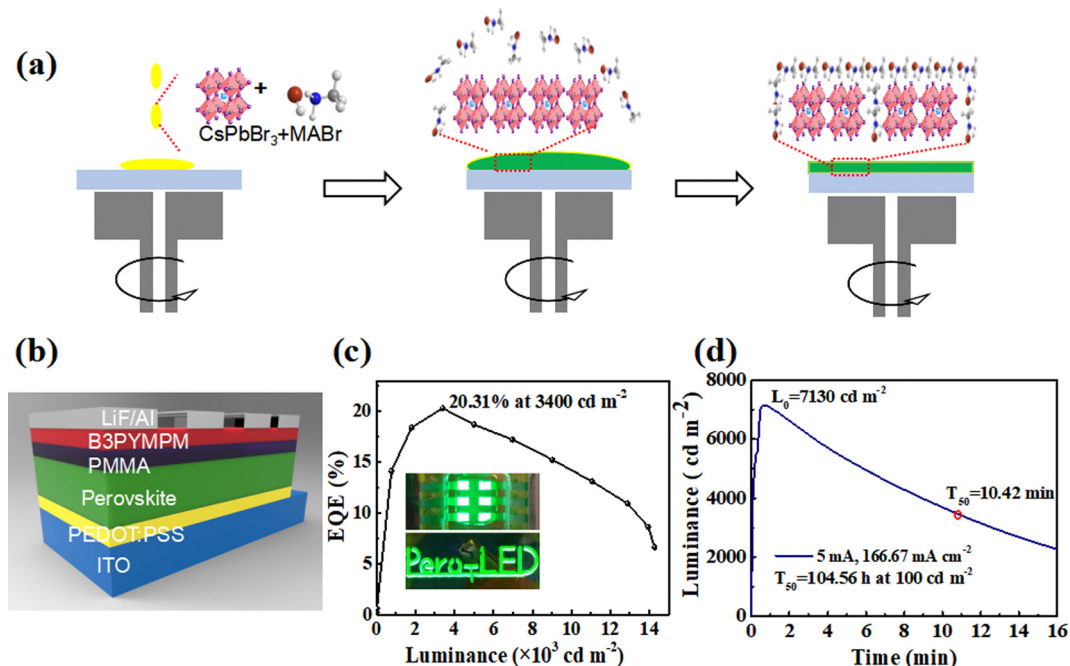 (a)
+
CsPbBr₃+MABr
(b)
LiF/Al
B3PYMPM
PMMA
Perovskite
PEDOT:PSS
ITO
(c)
20.31% at 3400 cd m⁻²
EQE (%)
20
15
10
5
0
PeroLED
0 2 4 6 8 10 12 14
Luminance (×10³ cd m⁻²)
(d)
L₀=7130 cd m⁻²
T₅₀=10.42 min
5 mA, 166.67 mA cm⁻²
T₅₀=104.56 h at 100 cd m⁻²
Luminance ( cd m⁻²)
8000
6000
4000
2000
0
0 2 4 6 8 10 12 14 16
Time (min)